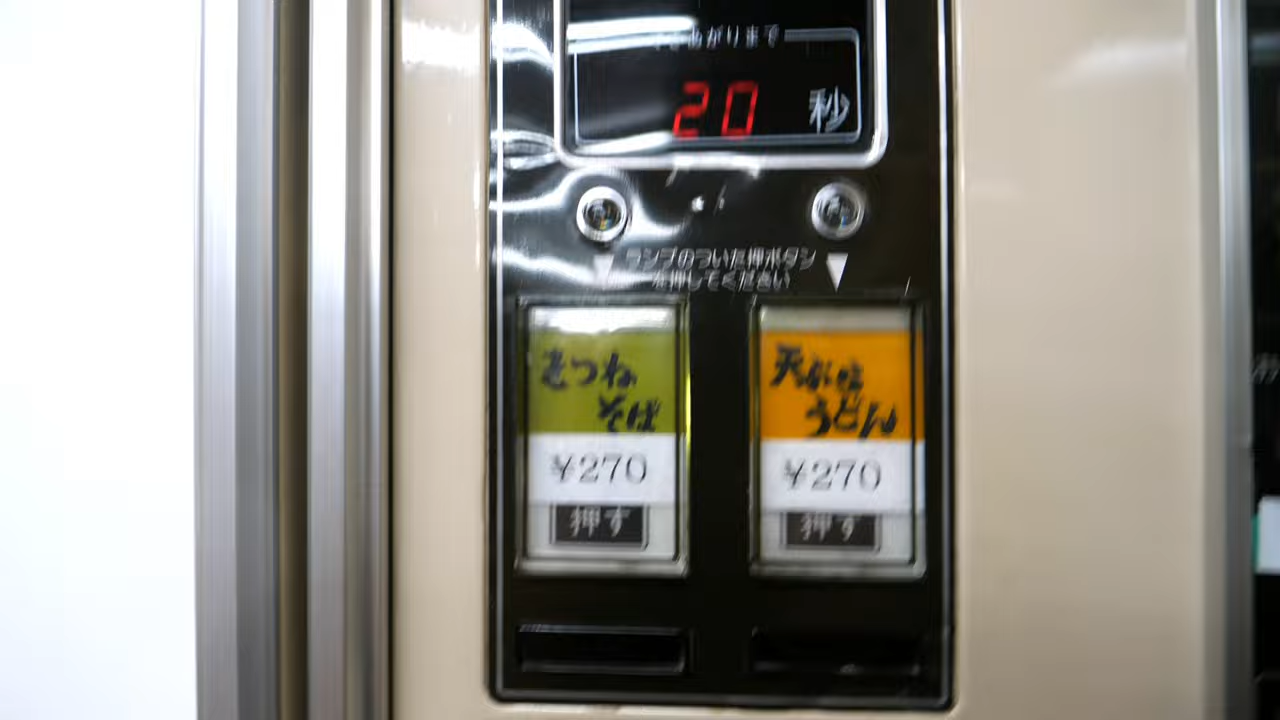 できあがりまで
20 秒
ランプのついた押ボタン
を押してください
きつね
そば
¥270
押す
天ぷら
うどん
¥270
押す